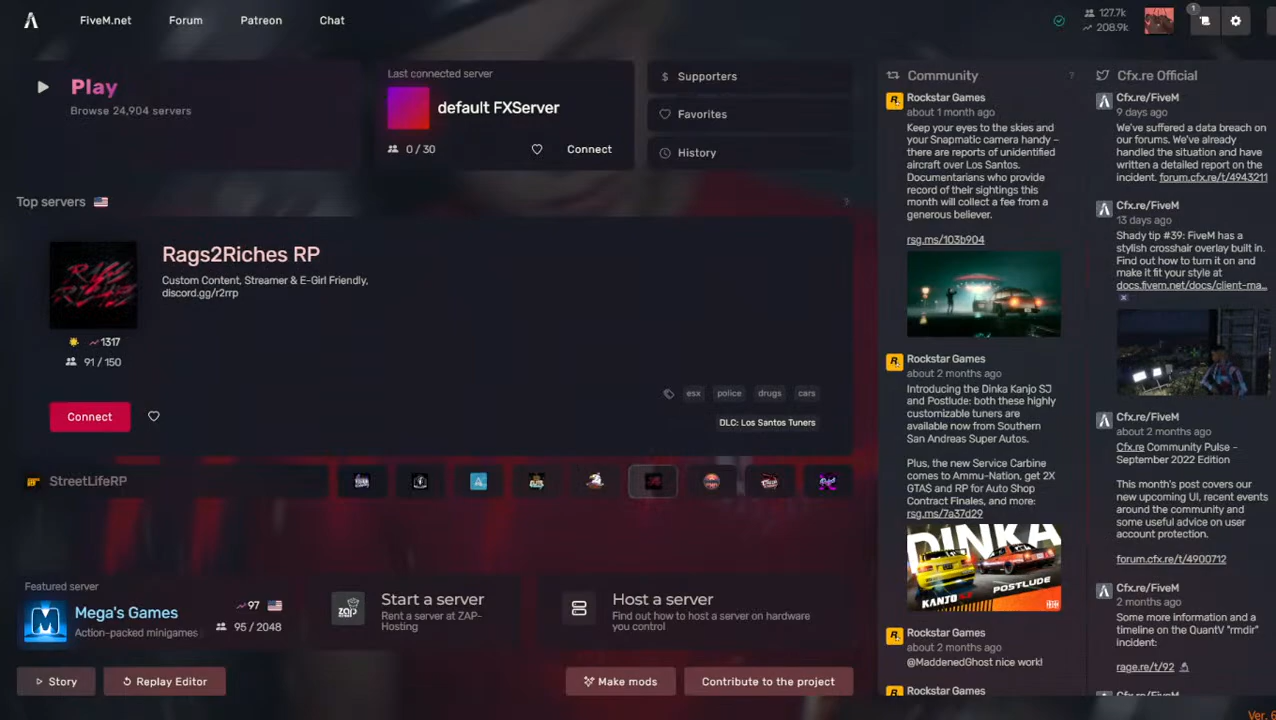 FiveM.net
Forum
Patreon
Chat
127.7k
208.9k
1
Play
Browse 24,904 servers
Last connected server
default FXServer
0 / 30
Connect
Supporters
Favorites
History
Top servers
?
Rags2Riches RP
Custom Content, Streamer & E-Girl Friendly,
discord.gg/r2rrp
1317
91 / 150
Connect
esx
police
drugs
cars
DLC: Los Santos Tuners
StreetLifeRP
Featured server
Mega's Games
Action-packed minigames
97
95 / 2048
ZAP
Start a server
Rent a server at ZAP-
Hosting
Host a server
Find out how to host a server on hardware
you control
Story
Replay Editor
Make mods
Contribute to the project
Community
?
Rockstar Games
about 1 month ago
Keep your eyes to the skies and
your Snapmatic camera handy –
there are reports of unidentified
aircraft over Los Santos.
Documentarians who provide
record of their sightings this
month will collect a fee from a
generous believer.
rsg.ms/103b904
Rockstar Games
about 2 months ago
Introducing the Dinka Kanjo SJ
and Postlude: both these highly
customizable tuners are
available now from Southern
San Andreas Super Autos.
Plus, the new Service Carbine
comes to Ammu-Nation, get 2X
GTA$ and RP for Auto Shop
Contract Finales, and more:
rsg.ms/7a37d29
DINKA
KANJO SJ
POSTLUDE
Rockstar Games
about 2 months ago
@MaddenedGhost nice work!
Rockstar Games
Cfx.re Official
Cfx.re/FiveM
9 days ago
We've suffered a data breach on
our forums. We've already
handled the situation and have
written a detailed report on the
incident. forum.cfx.re/t/4943211
Cfx.re/FiveM
13 days ago
Shady tip #39: FiveM has a
stylish crosshair overlay built in.
Find out how to turn it on and
make it fit your style at
docs.fivem.net/docs/client-ma...
Cfx.re/FiveM
about 2 months ago
Cfx.re Community Pulse -
September 2022 Edition
This month's post covers our
new upcoming UI, recent events
around the community and
some useful advice on user
account protection.
forum.cfx.re/t/4900712
Cfx.re/FiveM
2 months ago
Some more information and a
timeline on the QuantV "rmdir"
incident:
rage.re/t/92
Cfx.re/FiveM
Ver. 6